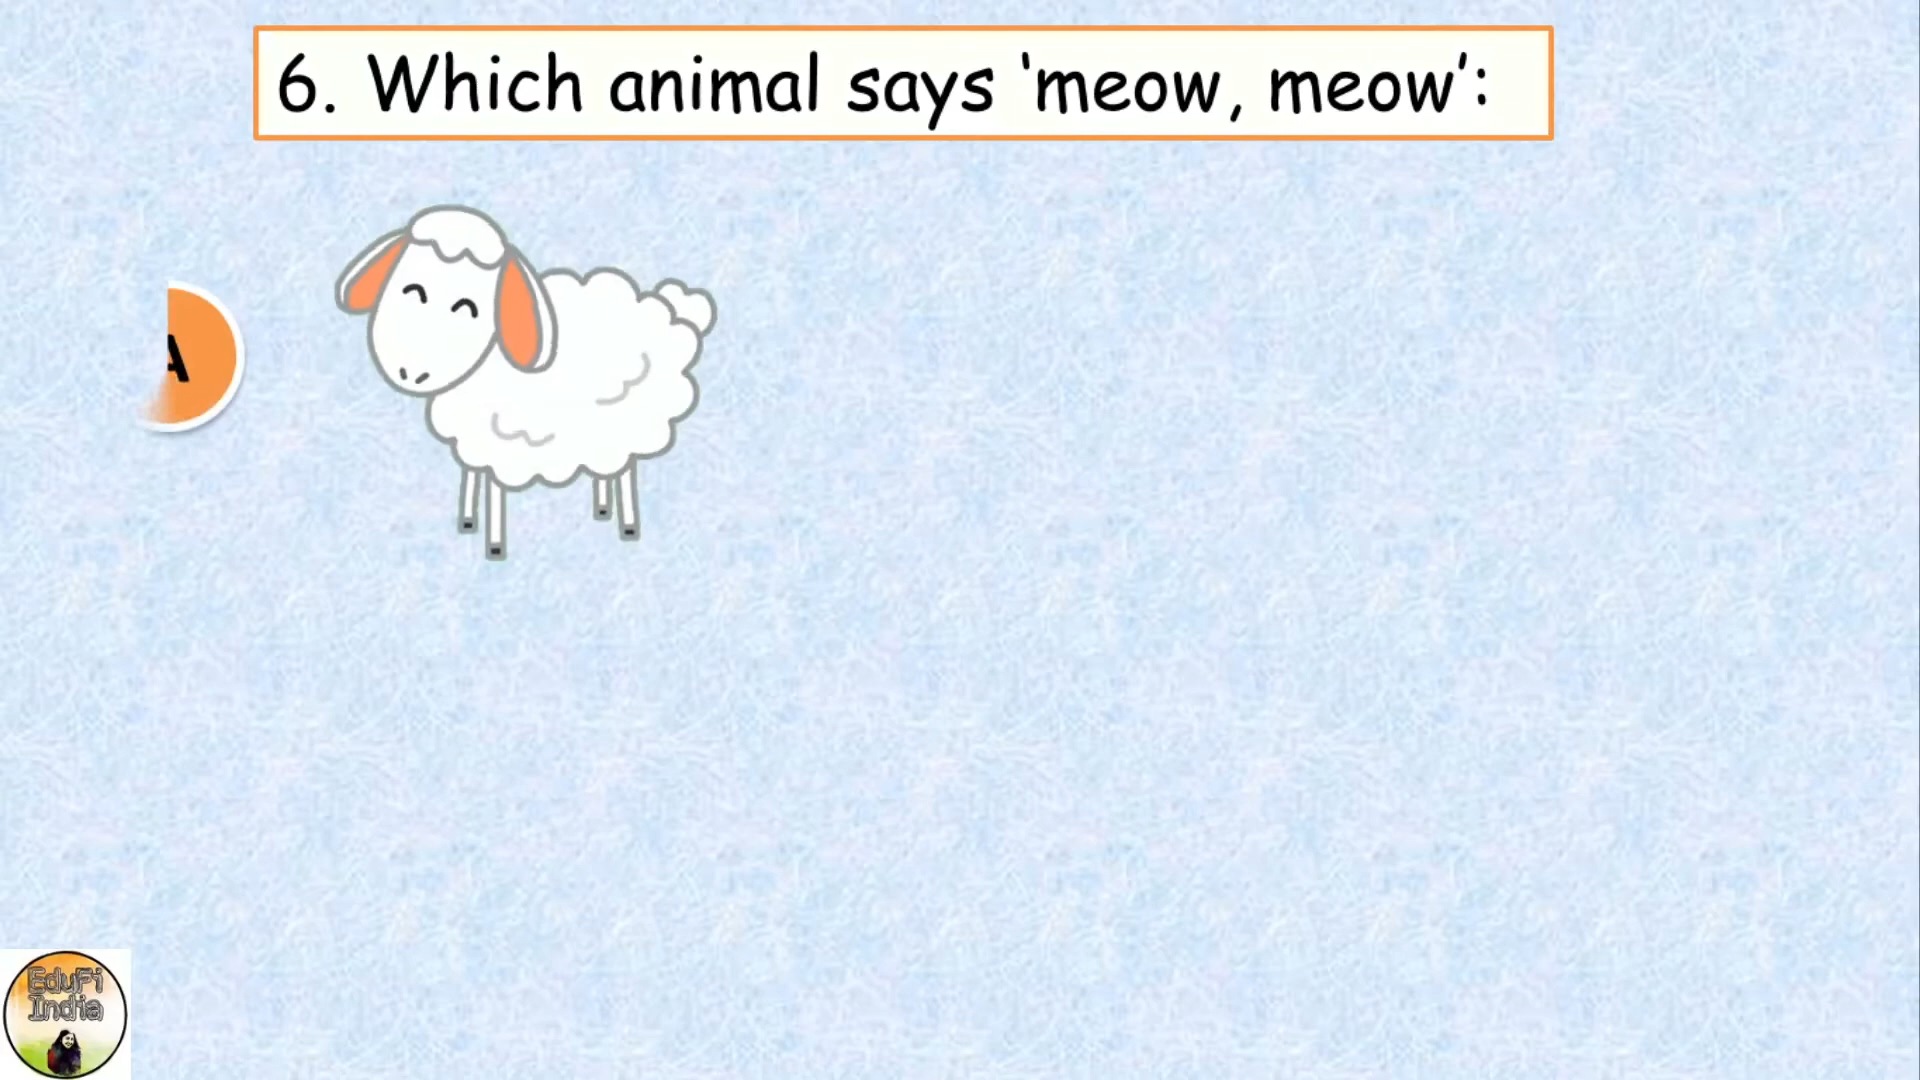 6. Which animal says ‘meow, meow’:
A
EduFi
India